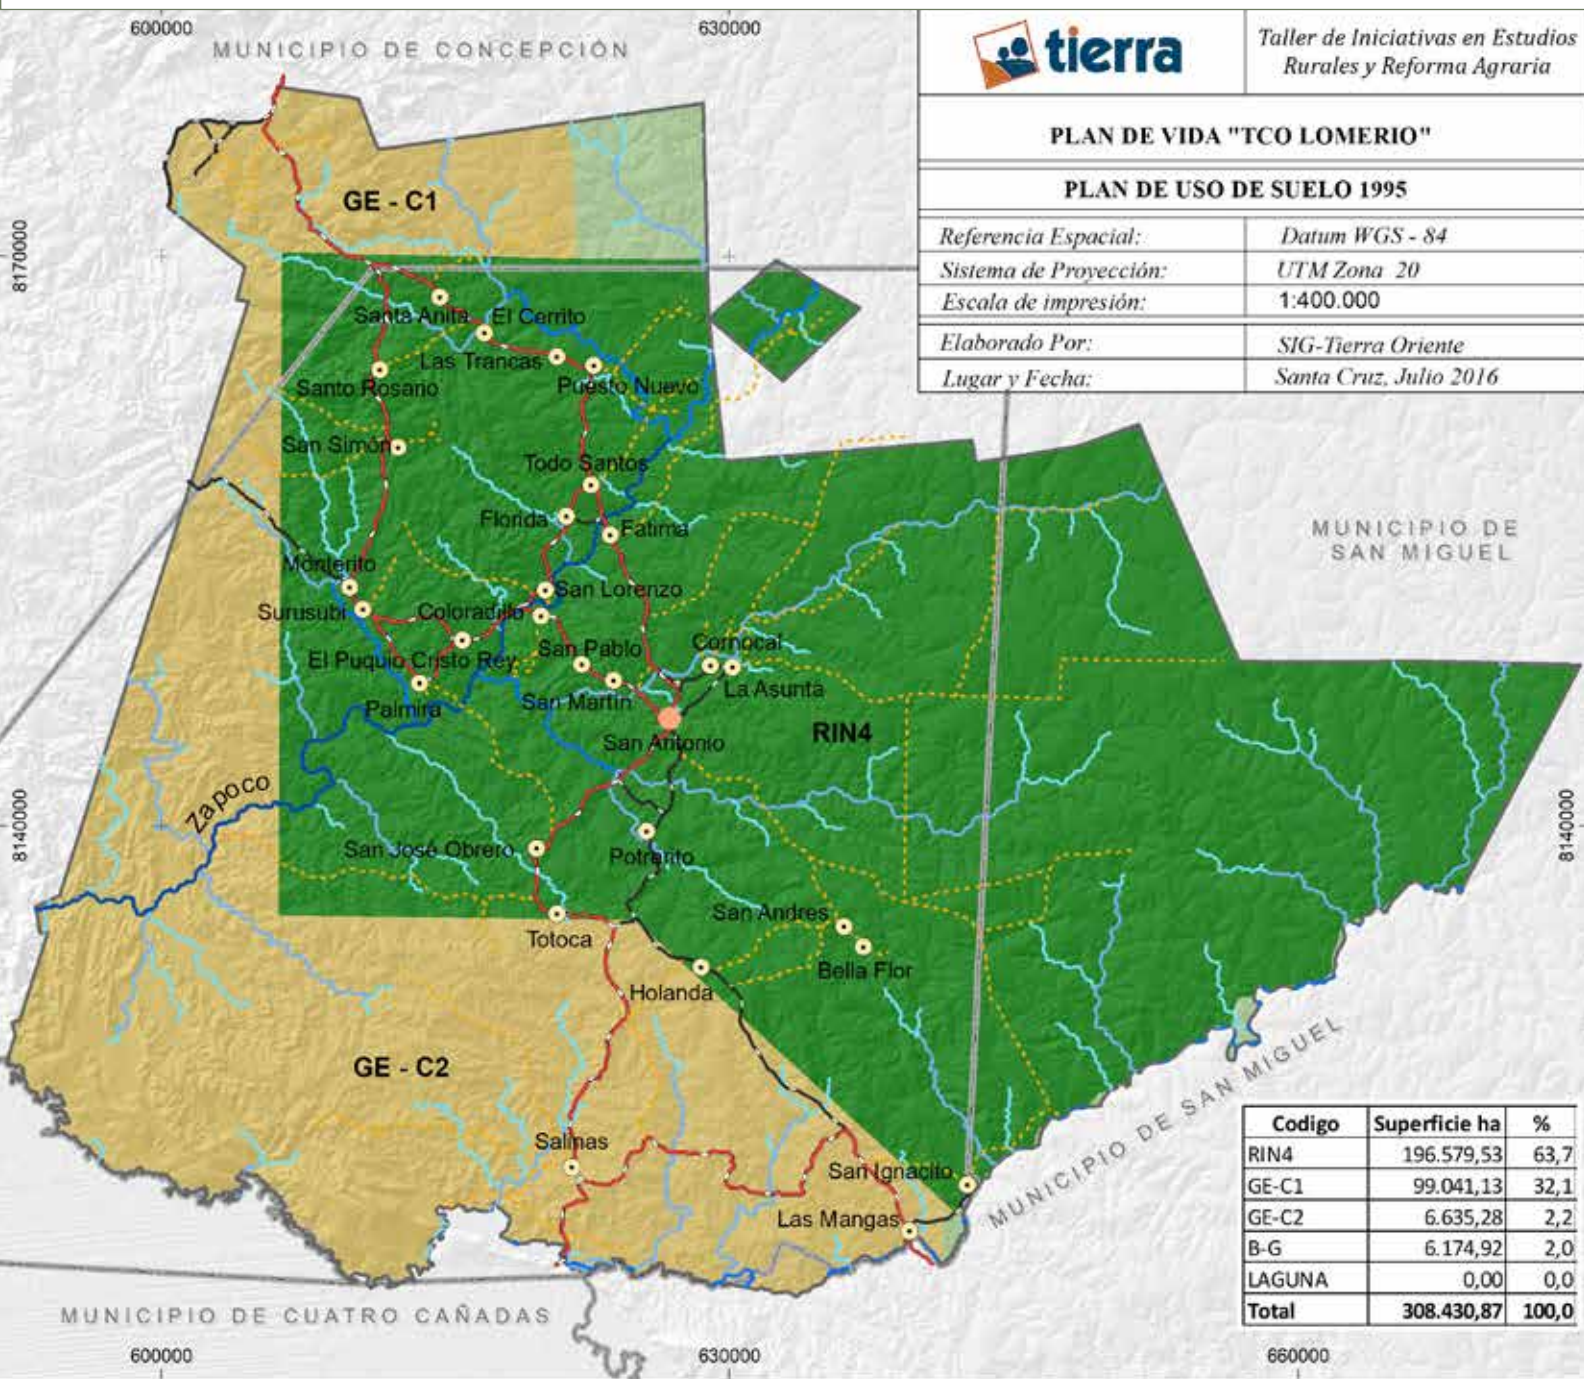 600000
630000
MUNICIPIO DE CONCEPCIÓN
tierra
Taller de Iniciativas en Estudios
Rurales y Reforma Agraria
PLAN DE VIDA "TCO LOMERIO"
PLAN DE USO DE SUELO 1995
Referencia Espacial: Datum WGS - 84
Sistema de Proyección: UTM Zona 20
Escala de impresión: 1:400.000
Elaborado Por: SIG-Tierra Oriente
Lugar y Fecha: Santa Cruz, Julio 2016
GE - C1
8170000
Santa Anita
El Cerrito
Las Trancas
Puesto Nuevo
Santo Rosario
San Simón
Todo Santos
Florida
Fatima
MUNICIPIO DE
SAN MIGUEL
Monterito
San Lorenzo
Surusubi
Coloradillo
San Pablo
Cornocal
El Puquio Cristo Rey
La Asunta
Palmira
San Martín
San Antonio
RIN4
Zapoco
8140000
8140000
San José Obrero
Potrerito
San Andres
Totoca
Bella Flor
Holanda
GE - C2
MUNICIPIO DE SAN MIGUEL
Salinas
San Ignacito
Las Mangas
Codigo Superficie ha %
RIN4 196.579,53 63,7
GE-C1 99.041,13 32,1
GE-C2 6.635,28 2,2
B-G 6.174,92 2,0
LAGUNA 0,00 0,0
Total 308.430,87 100,0
MUNICIPIO DE CUATRO CAÑADAS
600000
630000
660000